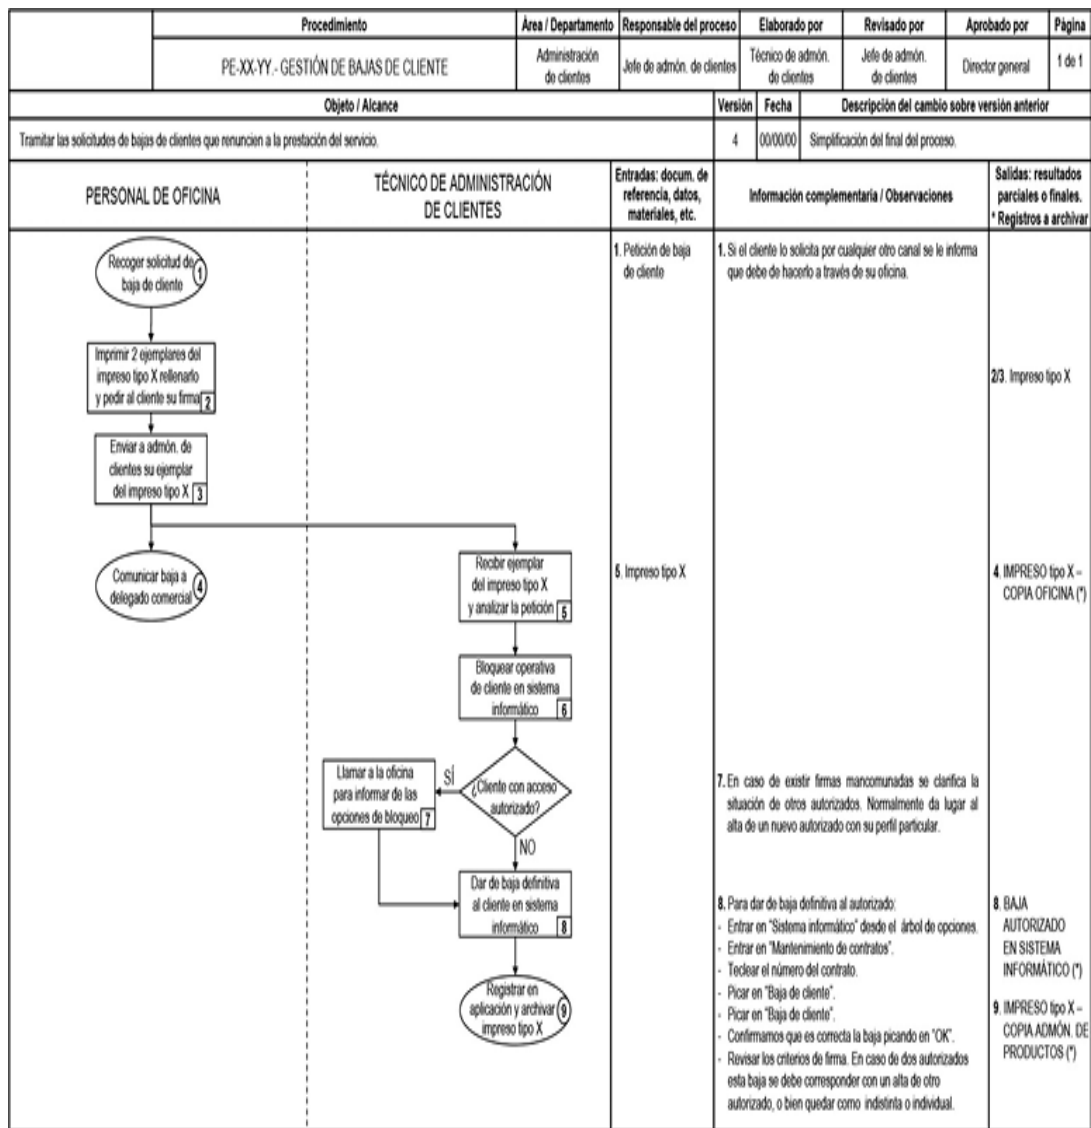 Procedimiento
Área / Departamento
Responsable del proceso
Elaborado por
Revisado por
Aprobado por
Página
PE-XX-YY.- GESTIÓN DE BAJAS DE CLIENTE
Administración
de clientes
Jefe de admón. de clientes
Técnico de admón.
de clientes
Jefe de admón.
de clientes
Director general
1 de 1
Objeto / Alcance
Versión
Fecha
Descripción del cambio sobre versión anterior
Tramitar las solicitudes de bajas de clientes que renuncien a la prestación del servicio.
4
00/00/00
Simplificación del final del proceso.
PERSONAL DE OFICINA
TÉCNICO DE ADMINISTRACIÓN
DE CLIENTES
Entradas: docum. de
referencia, datos,
materiales, etc.
Información complementaria / Observaciones
Salidas: resultados
parciales o finales.
* Registros a archivar
Recoger solicitud de
baja de cliente
1
Imprimir 2 ejemplares del
impreso tipo X rellenarlo
y pedir al cliente su firma
2
Enviar a admón. de
clientes su ejemplar
del impreso tipo X
3
Comunicar baja a
delegado comercial
4
Recibir ejemplar
del impreso tipo X
y analizar la petición
5
Bloquear operativa
de cliente en sistema
informático
6
¿Cliente con acceso
autorizado?
SÍ
NO
Llamar a la oficina
para informar de las
opciones de bloqueo
7
Dar de baja definitiva
al cliente en sistema
informático
8
Registrar en
aplicación y archivar
impreso tipo X
9
1. Petición de baja
de cliente
5. Impreso tipo X
1. Si el cliente lo solicita por cualquier otro canal se le informa
que debe de hacerlo a través de su oficina.
7. En caso de existir firmas mancomunadas se clarifica la
situación de otros autorizados. Normalmente da lugar al
alta de un nuevo autorizado con su perfil particular.
8. Para dar de baja definitiva al autorizado:
- Entrar en "Sistema informático" desde el árbol de opciones.
- Entrar en "Mantenimiento de contratos".
- Teclear el número del contrato.
- Picar en "Baja de cliente".
- Picar en "Baja de cliente".
- Confirmamos que es correcta la baja picando en "OK".
- Revisar los criterios de firma. En caso de dos autorizados
esta baja se debe corresponder con un alta de otro
autorizado, o bien quedar como indistinta o individual.
2/3. Impreso tipo X
4. IMPRESO tipo X –
COPIA OFICINA (*)
8. BAJA
AUTORIZADO
EN SISTEMA
INFORMÁTICO (*)
9. IMPRESO tipo X –
COPIA ADMÓN. DE
PRODUCTOS (*)